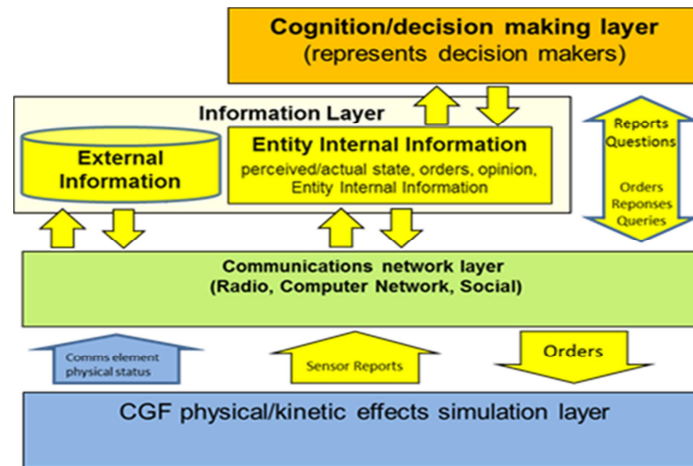 Cognition/decision making layer
(represents decision makers)
Information Layer
External
Information
Entity Internal Information
perceived/actual state, orders, opinion,
Entity Internal Information
Reports
Questions
Orders
Reponses
Queries
Communications network layer
(Radio, Computer Network, Social)
Comms element
physical status
Sensor Reports
Orders
CGF physical/kinetic effects simulation layer